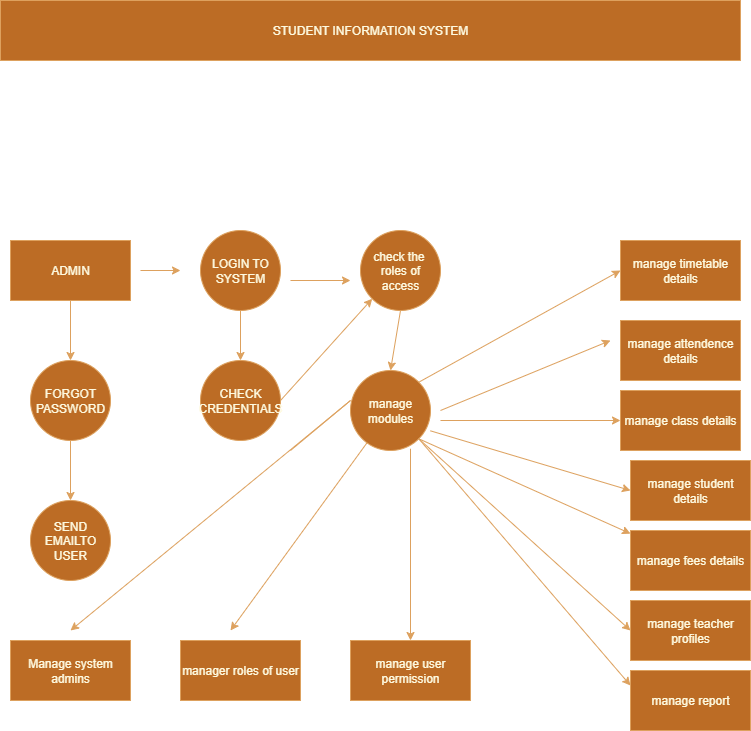 STUDENT INFORMATION SYSTEM
ADMIN
LOGIN TO
SYSTEM
check the
roles of
access
manage timetable
details
manage attendence
details
FORGOT
PASSWORD
CHECK
CREDENTIALS
manage
modules
manage class details
manage student
details
SEND
EMAILTO
USER
manage fees details
manage teacher
profiles
Manage system
admins
manager roles of user
manage user
permission
manage report